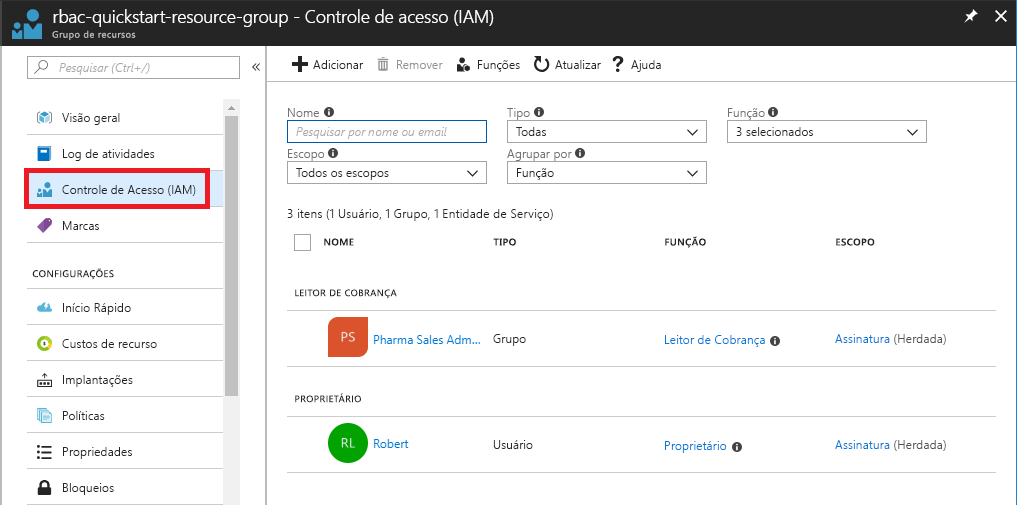 rbac-quickstart-resource-group - Controle de acesso (IAM)
Grupo de recursos
Pesquisar (Ctrl+/)
Visão geral
Log de atividades
Controle de Acesso (IAM)
Marcas
CONFIGURAÇÕES
Início Rápido
Custos de recurso
Implantações
Políticas
Propriedades
Bloqueios
Adicionar Remover Funções Atualizar Ajuda
Nome Tipo Função
Pesquisar por nome ou email Todas 3 selecionados
Escopo Agrupar por
Todos os escopos Função
3 itens (1 Usuário, 1 Grupo, 1 Entidade de Serviço)
NOME TIPO FUNÇÃO ESCOPO
LEITOR DE COBRANÇA
PS Pharma Sales Adm... Grupo Leitor de Cobrança Assinatura (Herdada)
PROPRIETÁRIO
RL Robert Usuário Proprietário Assinatura (Herdada)